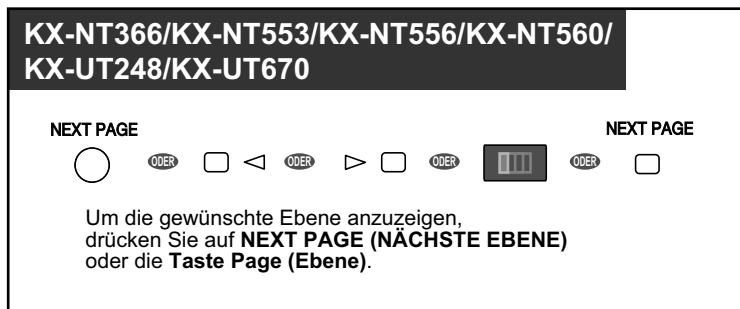 KX-NT366/KX-NT553/KX-NT556/KX-NT560/
KX-UT248/KX-UT670
NEXT PAGE
NEXT PAGE
ODER ODER ODER ODER
Um die gewünschte Ebene anzuzeigen,
drücken Sie auf NEXT PAGE (NÄCHSTE EBENE)
oder die Taste Page (Ebene).